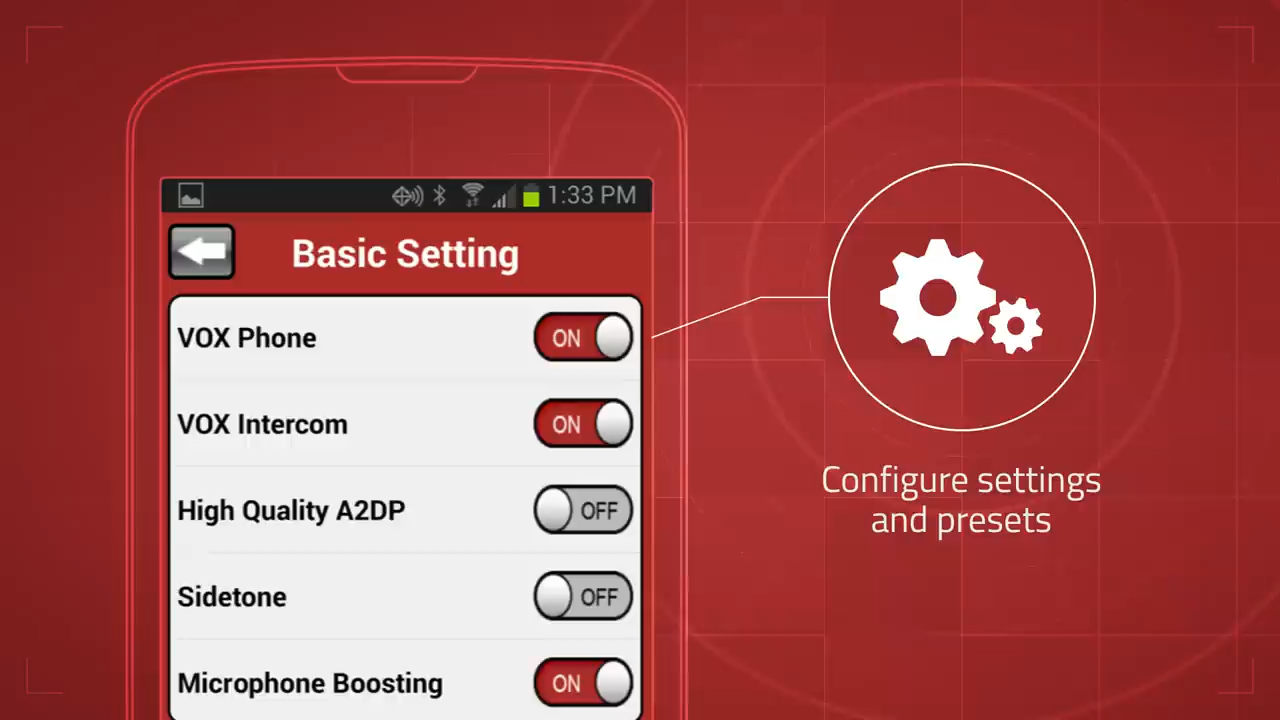 1:33 PM
Basic Setting
VOX Phone ON
VOX Intercom ON
High Quality A2DP OFF
Sidetone OFF
Microphone Boosting ON
Configure settings
and presets